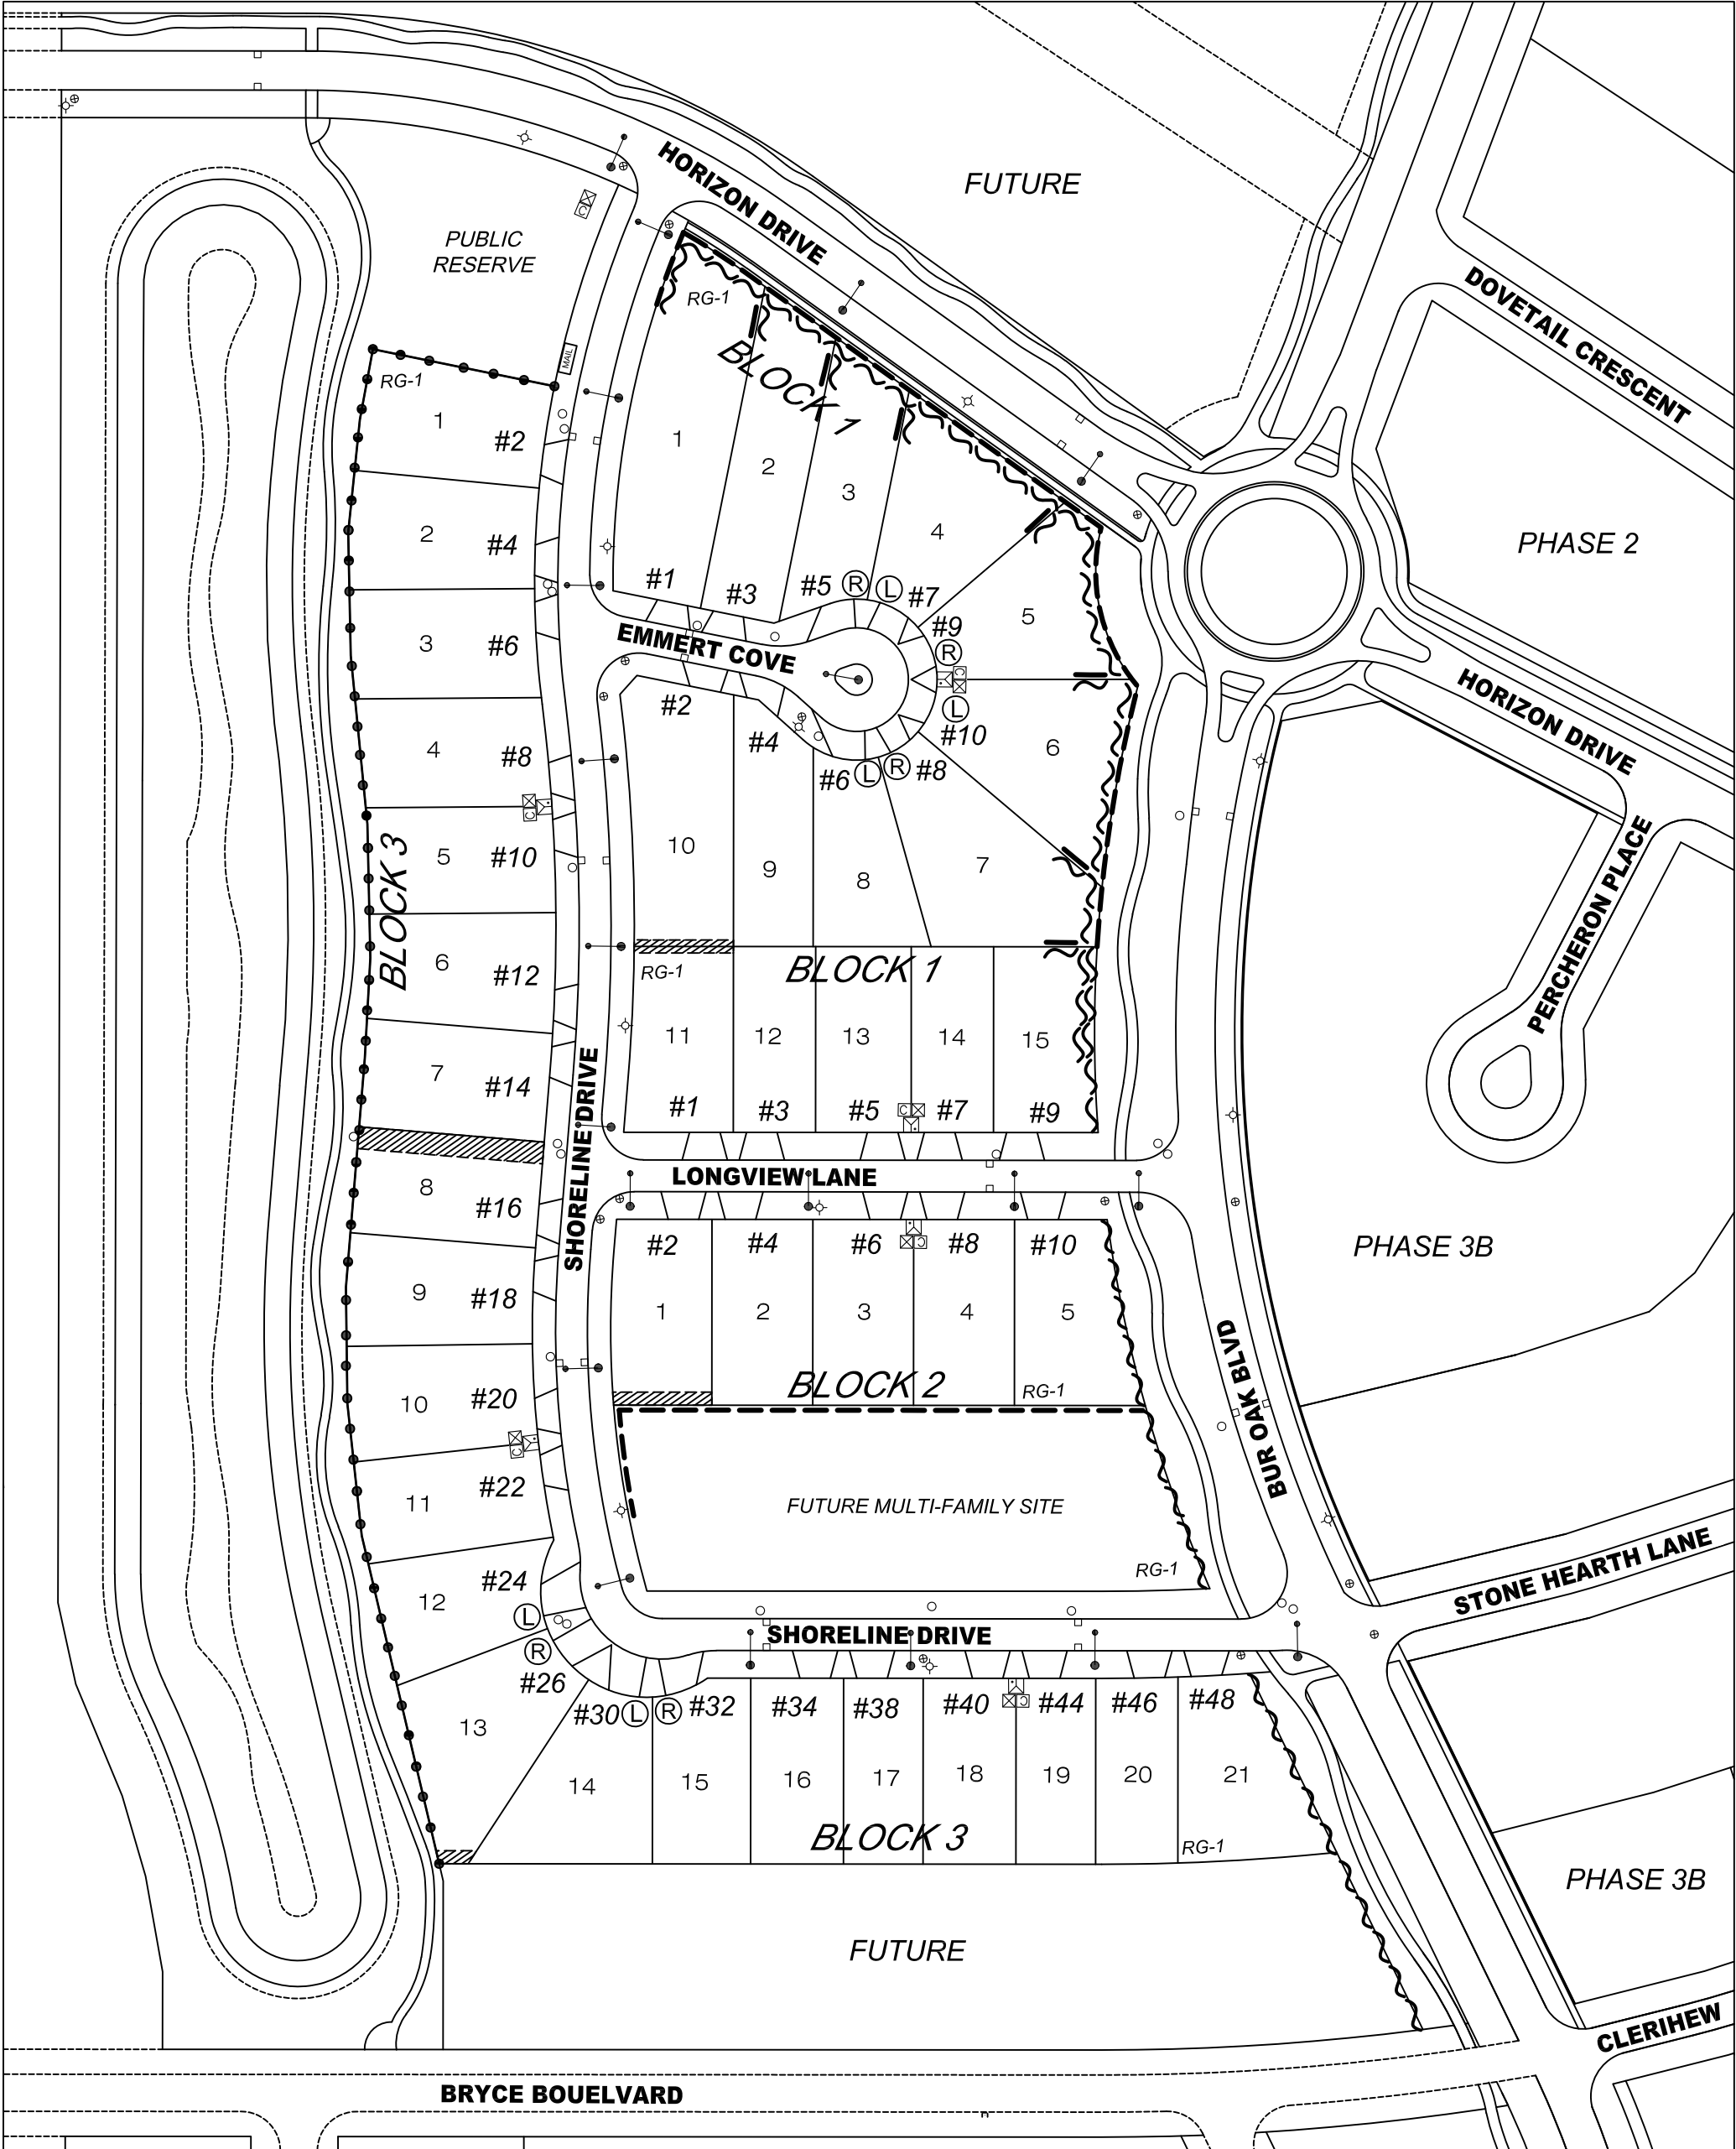 HORIZON DRIVE
FUTURE
PUBLIC
RESERVE
RG-1
DOVETAIL CRESCENT
MAIL
BLOCK 1
RG-1
1
#2
1
2
3
4
2
#4
PHASE 2
#1
#3
#5
R
L
#7
5
3
#6
EMMERT COVE
#9
R
C
HORIZON DRIVE
#2
#4
L
#10
6
4
#8
#6
L
R
#8
C
BLOCK 3
5
#10
10
9
8
7
PERCHERON PLACE
6
#12
RG-1
BLOCK 1
11
12
13
14
15
7
#14
#1
#3
#5
C
#7
#9
SHORELINE DRIVE
LONGVIEW LANE
8
#16
#2
#4
#6
C
#8
#10
PHASE 3B
9
#18
1
2
3
4
5
BUR OAK BLVD
BLOCK 2
RG-1
10
#20
C
11
#22
FUTURE MULTI-FAMILY SITE
RG-1
STONE HEARTH LANE
12
#24
L
R
#26
SHORELINE DRIVE
#30
L
R
#32
#34
#38
#40
C
#44
#46
#48
13
14
15
16
17
18
19
20
21
BLOCK 3
RG-1
PHASE 3B
FUTURE
CLERIHEW
BRYCE BOUELVARD